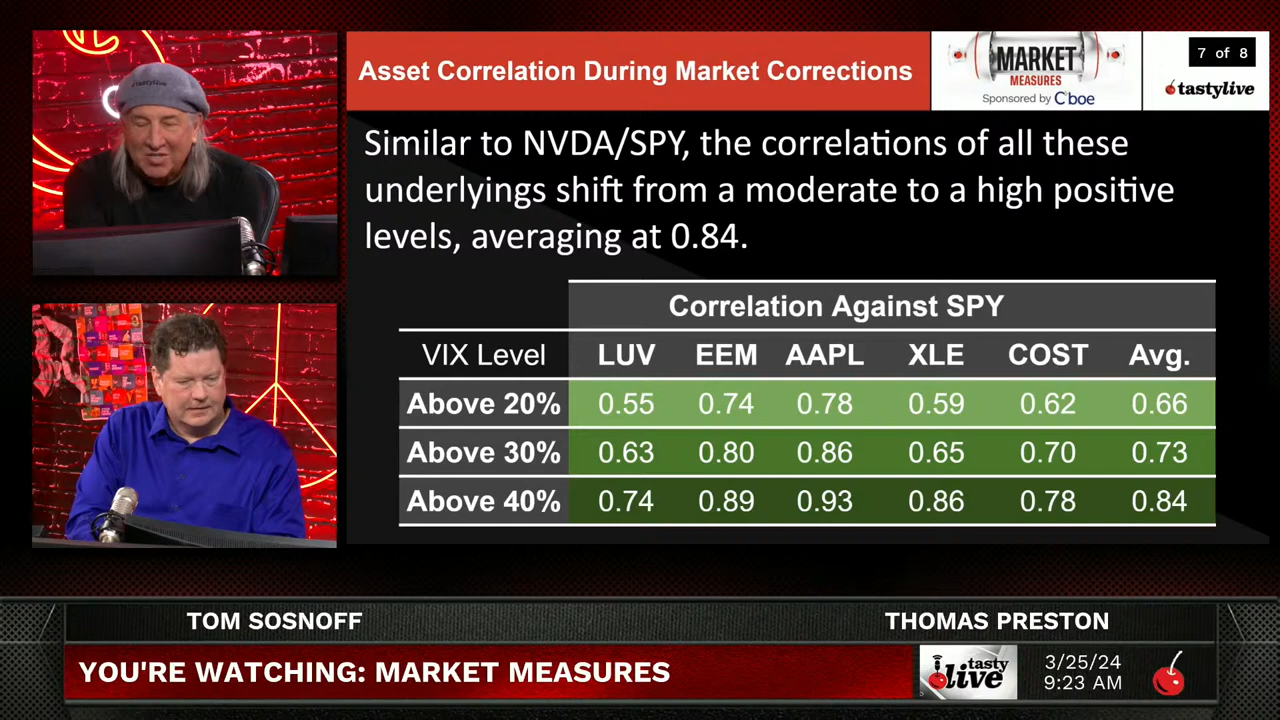 Asset Correlation During Market Corrections
MARKET
MEASURES
Sponsored by Cboe
7 of 8
tastylive
Similar to NVDA/SPY, the correlations of all these
underlyings shift from a moderate to a high positive
levels, averaging at 0.84.
Correlation Against SPY
VIX Level LUV EEM AAPL XLE COST Avg.
Above 20% 0.55 0.74 0.78 0.59 0.62 0.66
Above 30% 0.63 0.80 0.86 0.65 0.70 0.73
Above 40% 0.74 0.89 0.93 0.86 0.78 0.84
TOM SOSNOFF
THOMAS PRESTON
YOU'RE WATCHING: MARKET MEASURES
tasty
live
3/25/24
9:23 AM